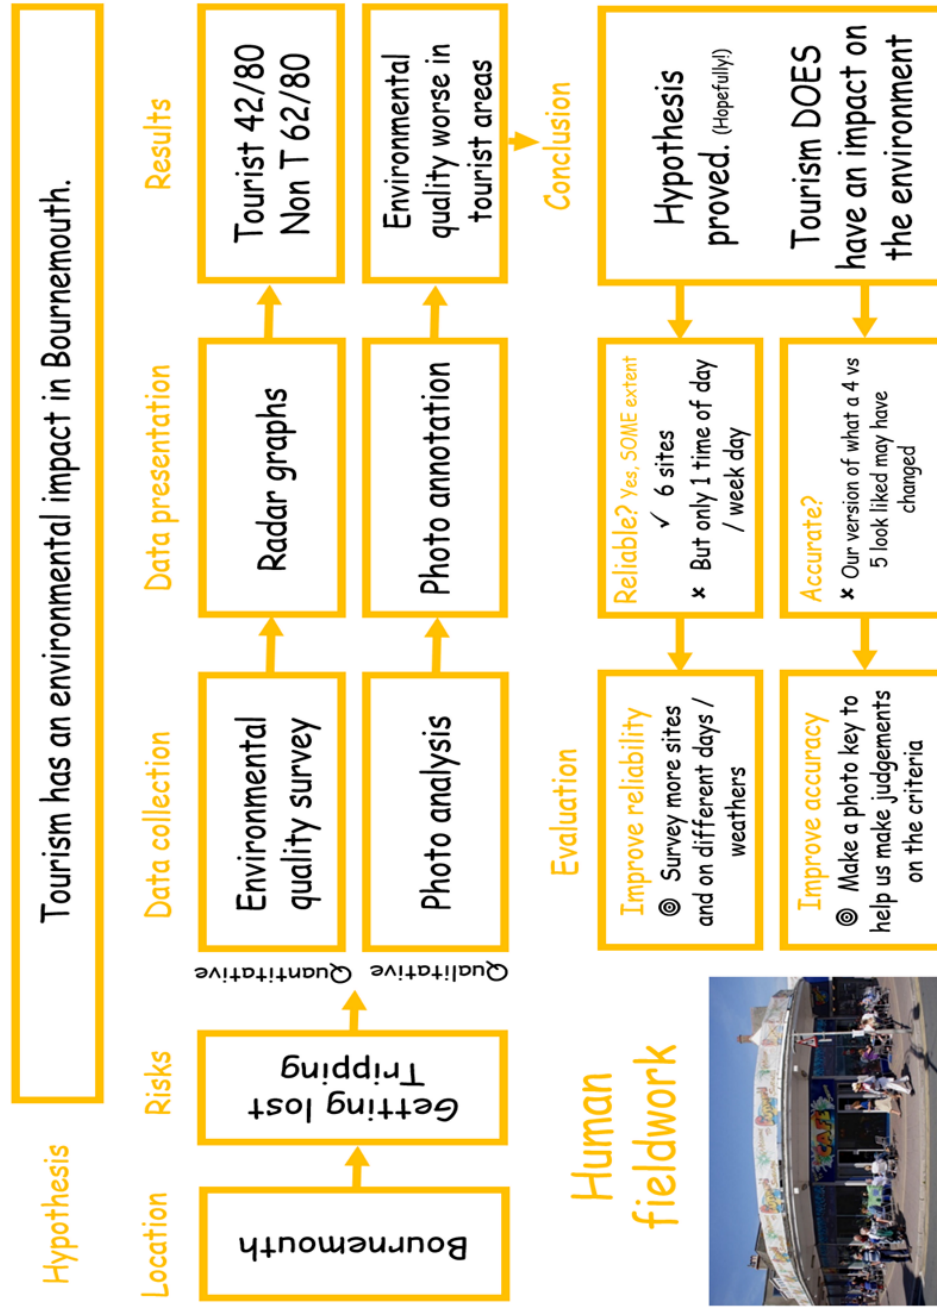 Hypothesis
Tourism has an environmental impact in Bournemouth.
Location
Bournemouth
Risks
Getting lost
Tripping
Quantitative
Qualitative
Data collection
Environmental
quality survey
Photo analysis
Data presentation
Radar graphs
Photo annotation
Results
Tourist 42/80
Non T 62/80
Environmental
quality worse in
tourist areas
Conclusion
Hypothesis
proved. (Hopefully!)
Tourism DOES
have an impact on
the environment
Reliable? Yes, SOME extent
✓ 6 sites
× But only 1 time of day
/ week day
Accurate?
× Our version of what a 4 vs
5 look liked may have
changed
Evaluation
Improve reliability
◎ Survey more sites
and on different days /
weathers
Improve accuracy
◎ Make a photo key to
help us make judgements
on the criteria
Human
fieldwork
CAFE